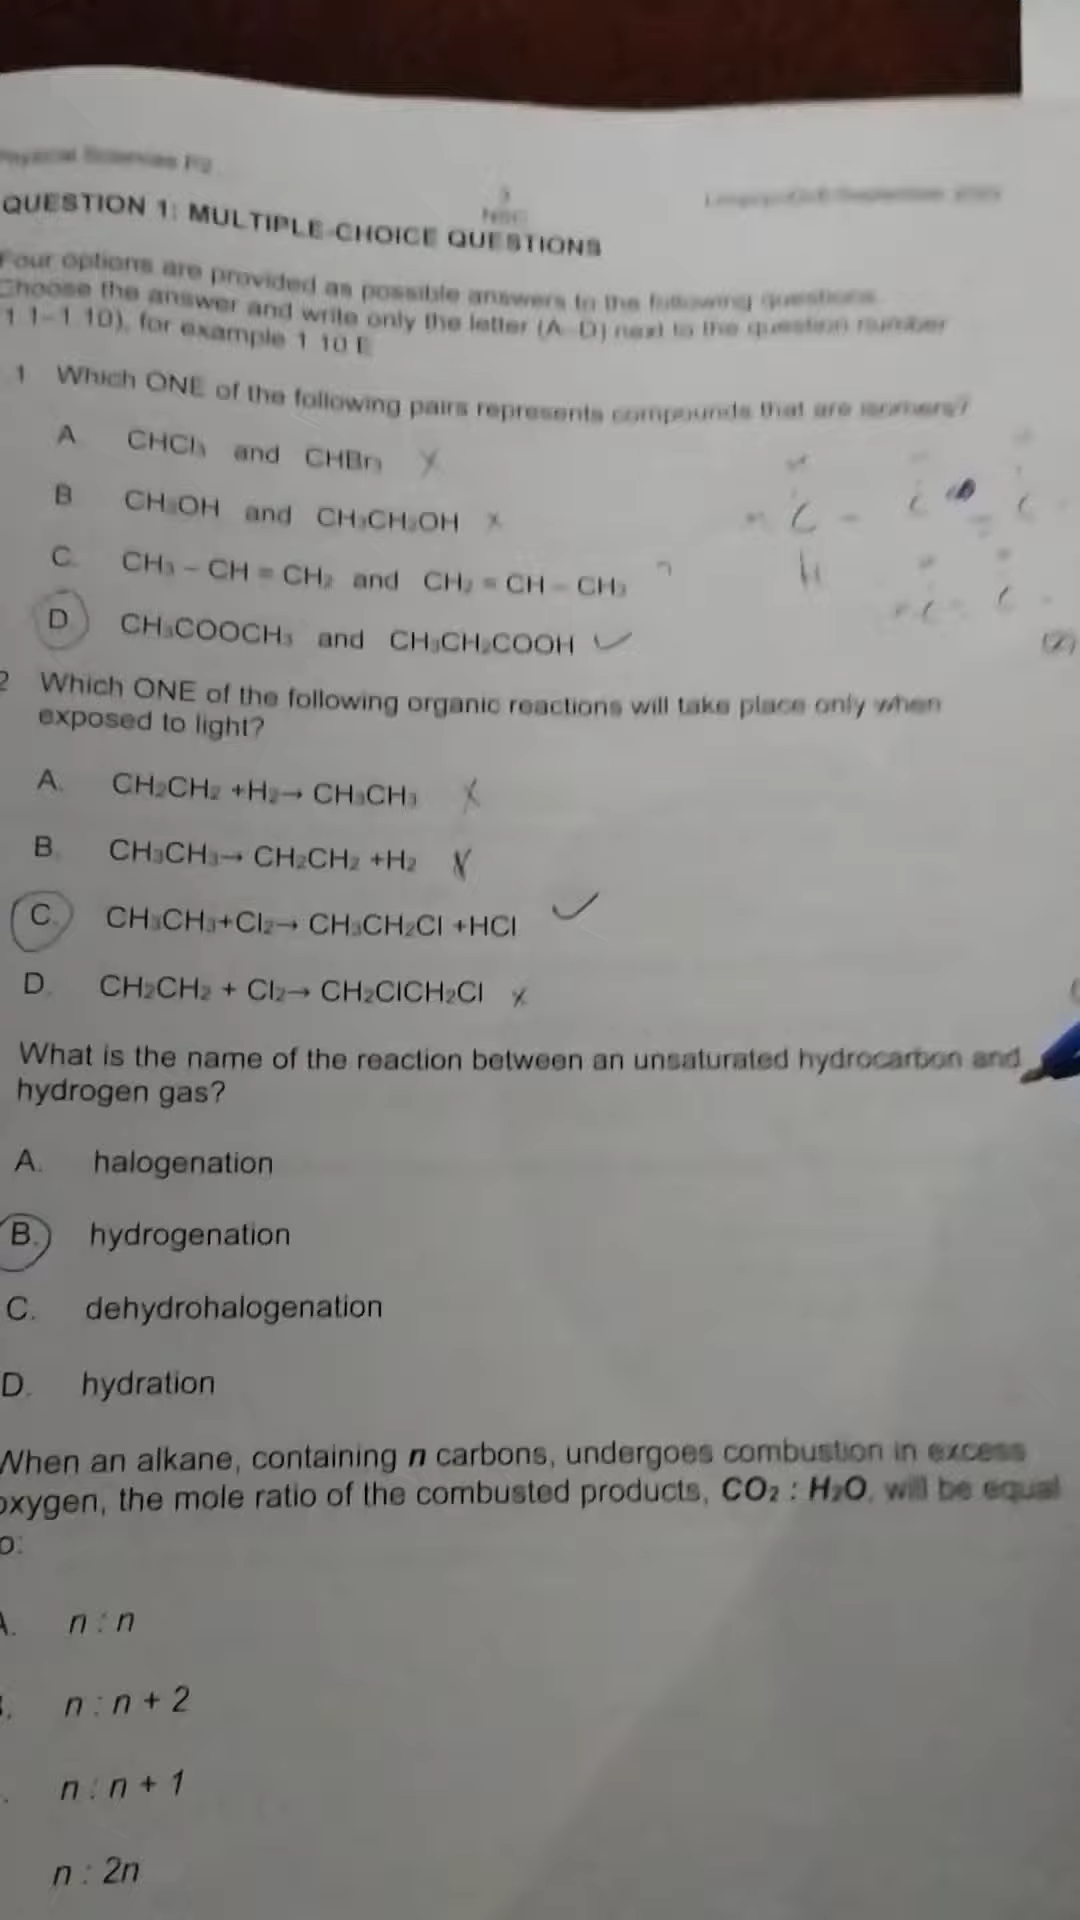 Physical Sciences P2
3
NSC
QUESTION 1: MULTIPLE-CHOICE QUESTIONS
Four options are provided as possible answers to the following questions.
Choose the answer and write only the letter (A-D) next to the question number
1.1-1.10), for example 1.10 E
1 Which ONE of the following pairs represents compounds that are isomers?
A CHCl₃ and CHBr₃ X
B CH₃OH and CH₃CH₂OH X
C. CH₃ – CH = CH₂ and CH₂ = CH – CH₃
D. CH₃COOCH₃ and CH₃CH₂COOH ✓
(2)
2 Which ONE of the following organic reactions will take place only when
exposed to light?
A. CH₂CH₂ +H₂→ CH₃CH₃ X
B. CH₃CH₃→ CH₂CH₂ +H₂ X
C. CH₃CH₃+Cl₂→ CH₃CH₂Cl +HCl ✓
D. CH₂CH₂ + Cl₂→ CH₂ClCH₂Cl X
What is the name of the reaction between an unsaturated hydrocarbon and
hydrogen gas?
A. halogenation
B. hydrogenation
C. dehydrohalogenation
D. hydration
When an alkane, containing n carbons, undergoes combustion in excess
oxygen, the mole ratio of the combusted products, CO₂ : H₂O, will be equal
o:
A. n : n
n : n + 2
n : n + 1
n : 2n